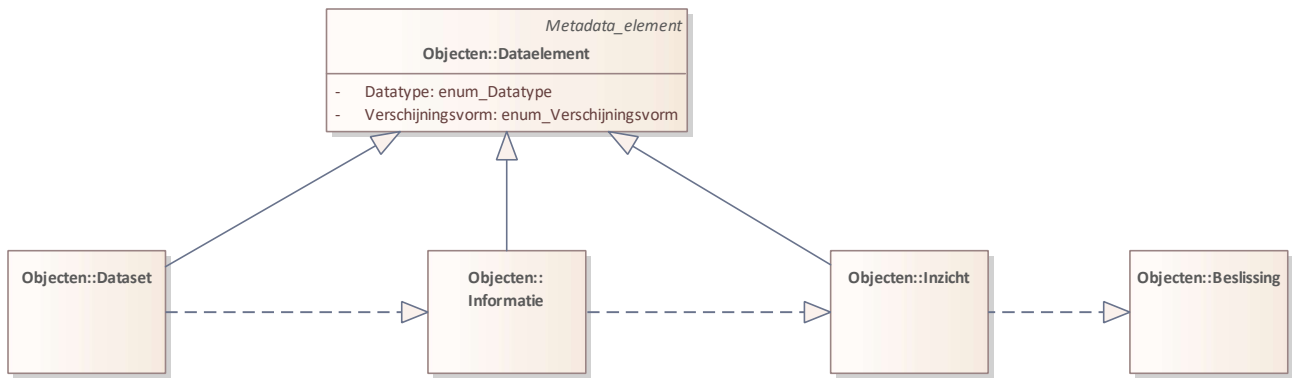 Metadata_element
Objecten::Dataelement
- Datatype: enum_Datatype
- Verschijningsvorm: enum_Verschijningsvorm
Objecten::Dataset
Objecten::
Informatie
Objecten::Inzicht
Objecten::Beslissing